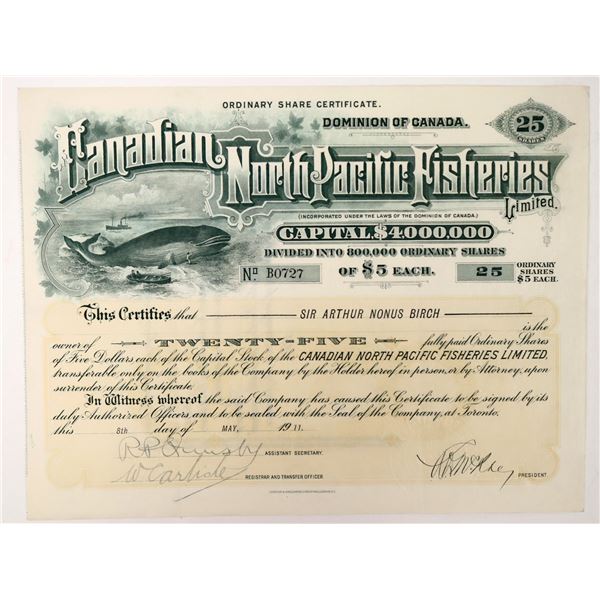 ORDINARY SHARE CERTIFICATE.
DOMINION OF CANADA.
25
SHARES
Canadian
North Pacific Fisheries
Limited.
(INCORPORATED UNDER THE LAWS OF THE DOMINION OF CANADA.)
CAPITAL $4,000,000
DIVIDED INTO 800,000 ORDINARY SHARES
No B0727
OF $5 EACH.
25 ORDINARY SHARES $5 EACH.
This Certifies that SIR ARTHUR NONUS BIRCH
is the
owner of TWENTY-FIVE fully paid Ordinary Shares
of Five Dollars each of the Capital Stock of the CANADIAN NORTH PACIFIC FISHERIES LIMITED,
transferable only on the books of the Company by the Holder hereof in person, or by Attorney, upon
surrender of this Certificate.
In Witness whereof the said Company has caused this Certificate to be signed by its
duly Authorized Officers, and to be sealed with the Seal of the Company, at Toronto.
this 8th day of MAY, 1911.
R.P. Ormsby
ASSISTANT SECRETARY.
W Carlisle
REGISTRAR AND TRANSFER OFFICER
PRESIDENT.